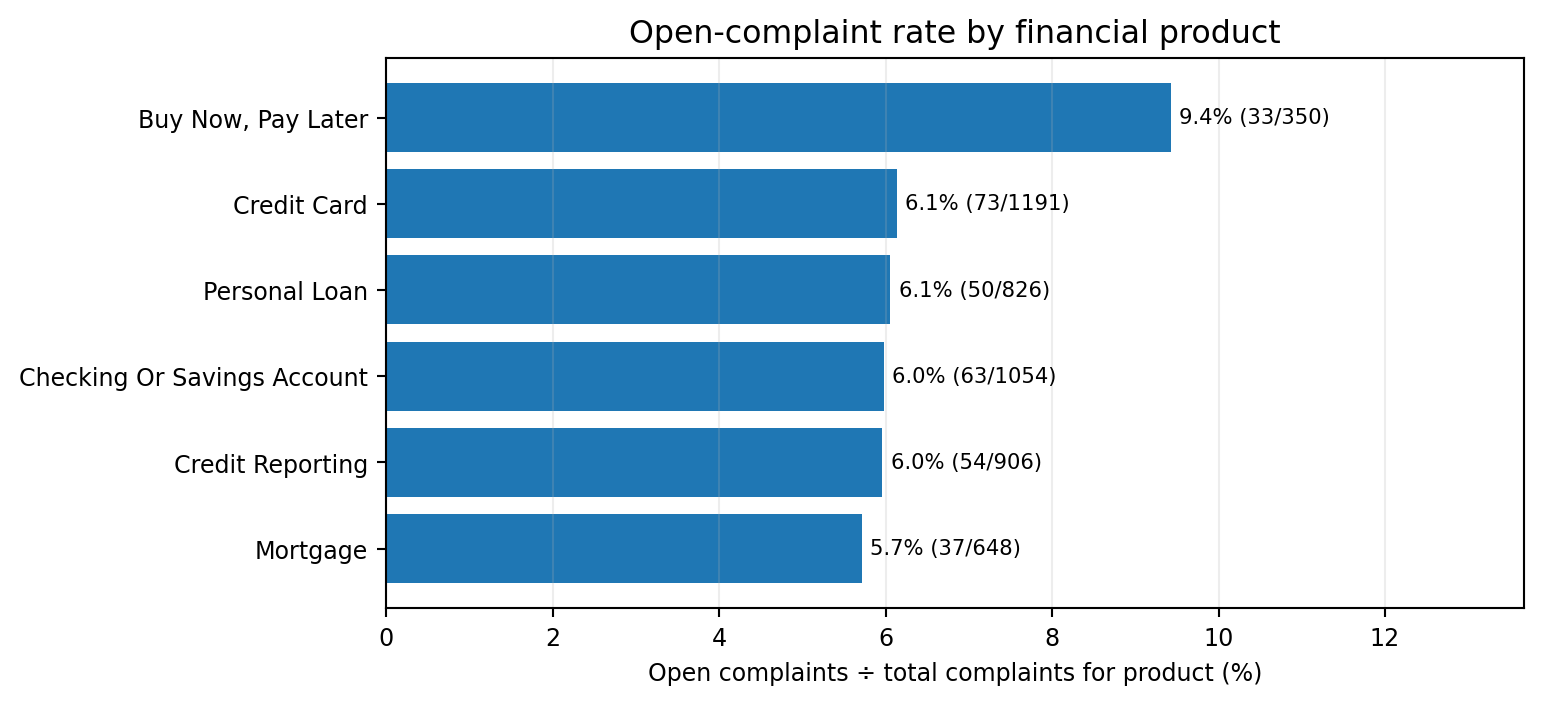 Open-complaint rate by financial product
Buy Now, Pay Later
9.4% (33/350)
Credit Card
6.1% (73/1191)
Personal Loan
6.1% (50/826)
Checking Or Savings Account
6.0% (63/1054)
Credit Reporting
6.0% (54/906)
Mortgage
5.7% (37/648)
0 2 4 6 8 10 12
Open complaints ÷ total complaints for product (%)